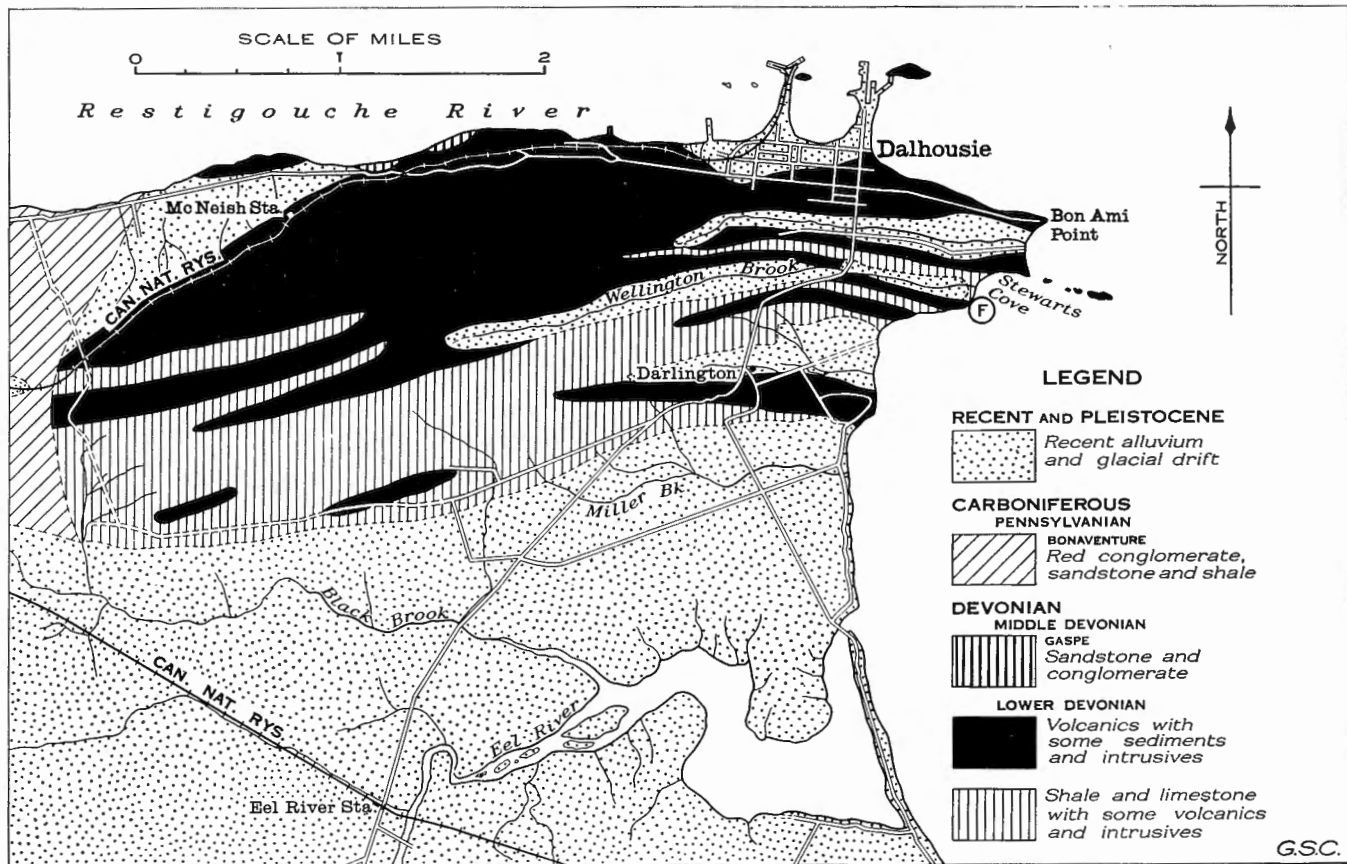 SCALE OF MILES
0 1 2
Restigouche River
Dalhousie
Mc Neish Sta.
CAN. NAT. RYS.
Bon Ami
Point
NORTH
Wellington Brook
Stewarts
Cove
F
Darlington
Miller Bk
Black Brook
CAN. NAT. RYS.
Eel River
Eel River Sta.
LEGEND
RECENT AND PLEISTOCENE
Recent alluvium
and glacial drift
CARBONIFEROUS
PENNSYLVANIAN
BONAVENTURE
Red conglomerate,
sandstone and shale
DEVONIAN
MIDDLE DEVONIAN
GASPE
Sandstone and
conglomerate
LOWER DEVONIAN
Volcanics with
some sediments
and intrusives
Shale and limestone
with some volcanics
and intrusives
G.S.C.